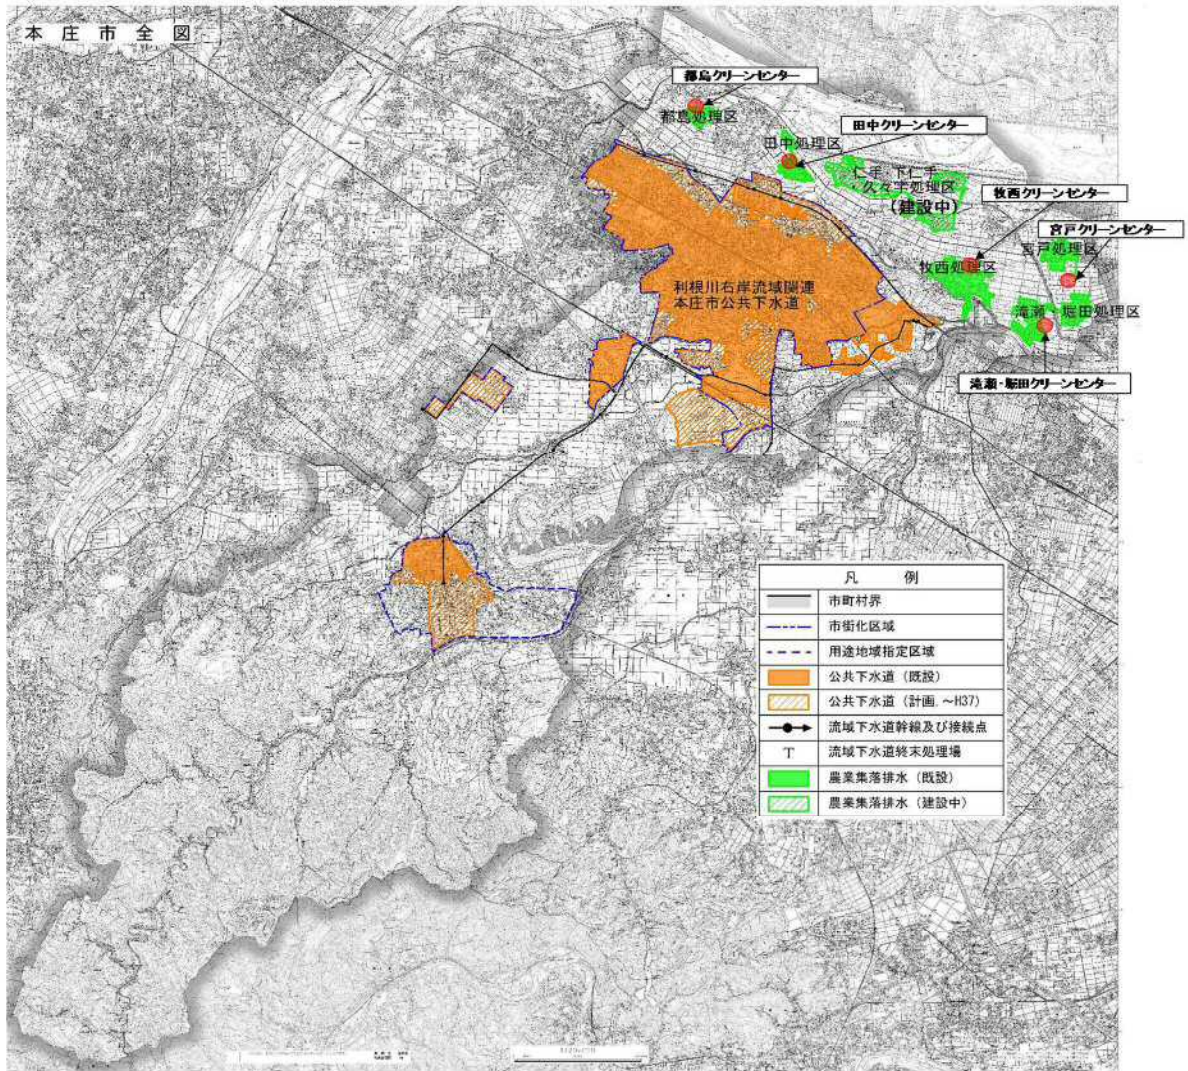 本庄市全図
都島クリーンセンター
都島処理区
田中クリーンセンター
田中処理区
仁手・下仁手
・久々宇処理区
(建設中)
牧西クリーンセンター
宮戸クリーンセンター
宮戸処理区
牧西処理区
利根川右岸流域関連
本庄市公共下水道
滝瀬・堀田処理区
滝瀬・堀田クリーンセンター
凡 例
市町村界
市街化区域
用途地域指定区域
公共下水道(既設)
公共下水道(計画.~H37)
流域下水道幹線及び接続点
T 流域下水道終末処理場
農業集落排水(既設)
農業集落排水(建設中)